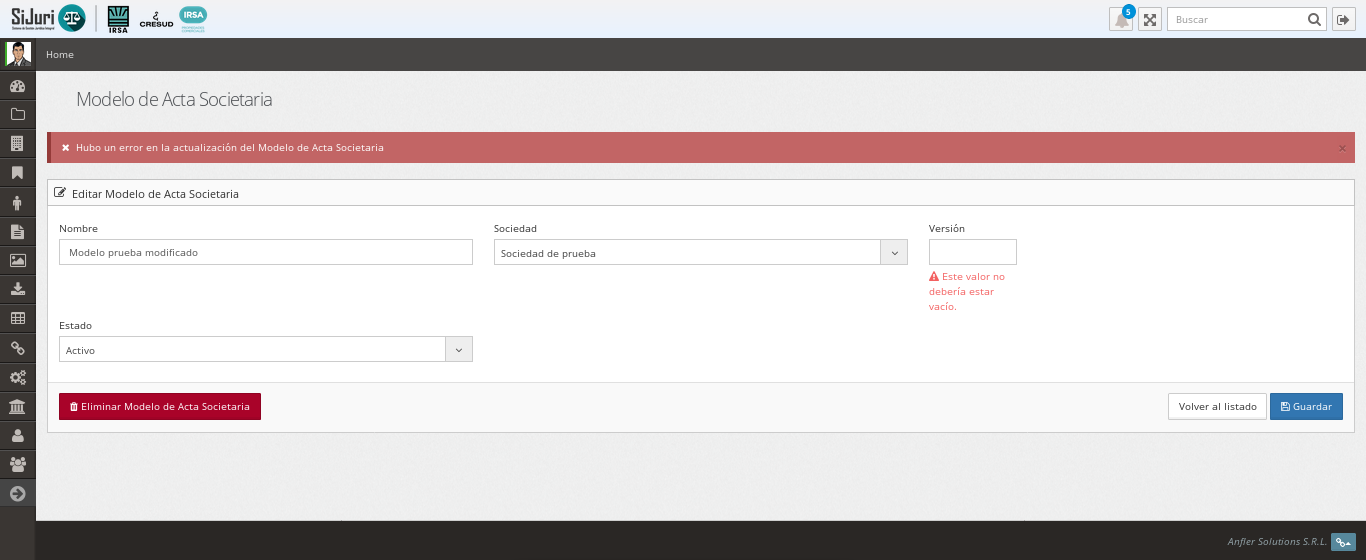 SiJuri
IRSA
CRESUD
IRSA
5
Buscar
Home
Modelo de Acta Societaria
Hubo un error en la actualización del Modelo de Acta Societaria
×
Editar Modelo de Acta Societaria
Nombre
Sociedad
Versión
Modelo prueba modificado
Sociedad de prueba
Este valor no
debería estar
vacío.
Estado
Activo
Eliminar Modelo de Acta Societaria
Volver al listado
Guardar
Anfler Solutions S.R.L.